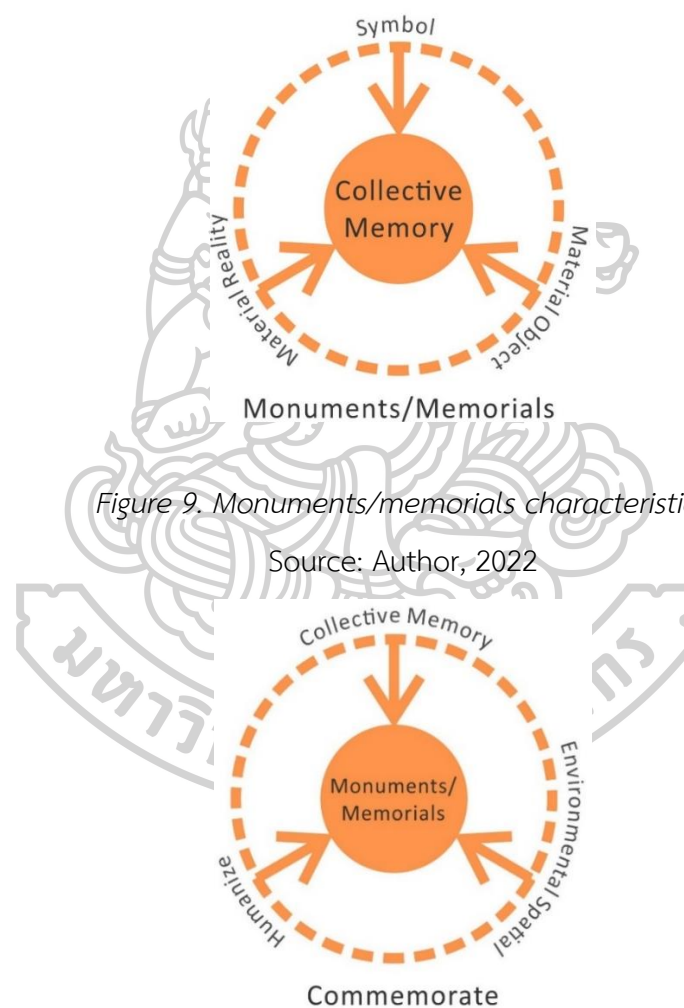 Symbol
Collective
Memory
Material Reality
Material Object
Monuments/Memorials
Figure 9. Monuments/memorials characteristi
Source: Author, 2022
Collective Memory
Monuments/
Memorials
Humanize
Environmental Spatial
Commemorate